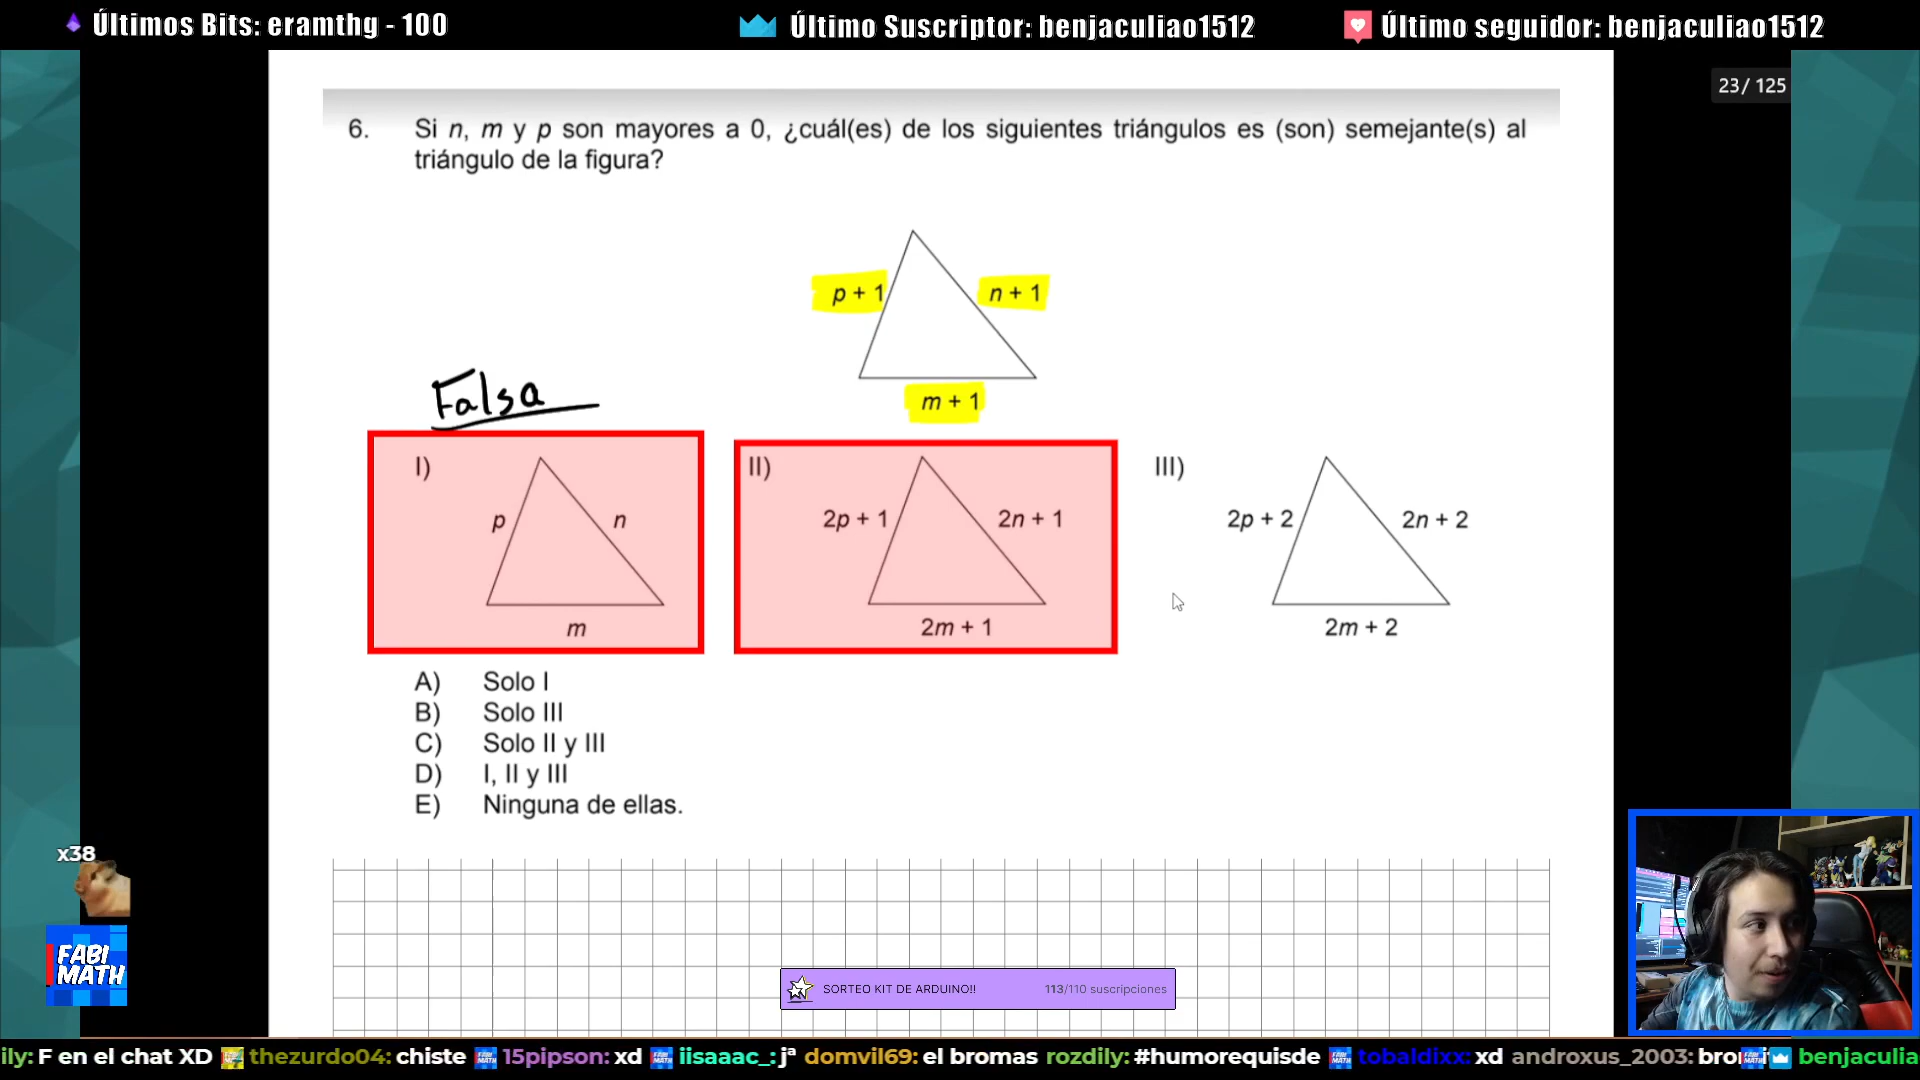 Últimos Bits: eramthg - 100
Último Suscriptor: benjaculiao1512
Último seguidor: benjaculiao1512
23/ 125
6. Si n, m y p son mayores a 0, ¿cuál(es) de los siguientes triángulos es (son) semejante(s) al
triángulo de la figura?
p + 1
n + 1
m + 1
Falsa
I)
p
n
m
II)
2p + 1
2n + 1
2m + 1
III)
2p + 2
2n + 2
2m + 2
A) Solo I
B) Solo III
C) Solo II y III
D) I, II y III
E) Ninguna de ellas.
x38
FABI
MATH
SORTEO KIT DE ARDUINO!! 113/110 suscripciones
ily: F en el chat XD thezurdo04: chiste 15pipson: xd iisaaac_: jª domvil69: el bromas rozdily: #humorequisde tobaldixx: xd androxus_2003: benjaculia